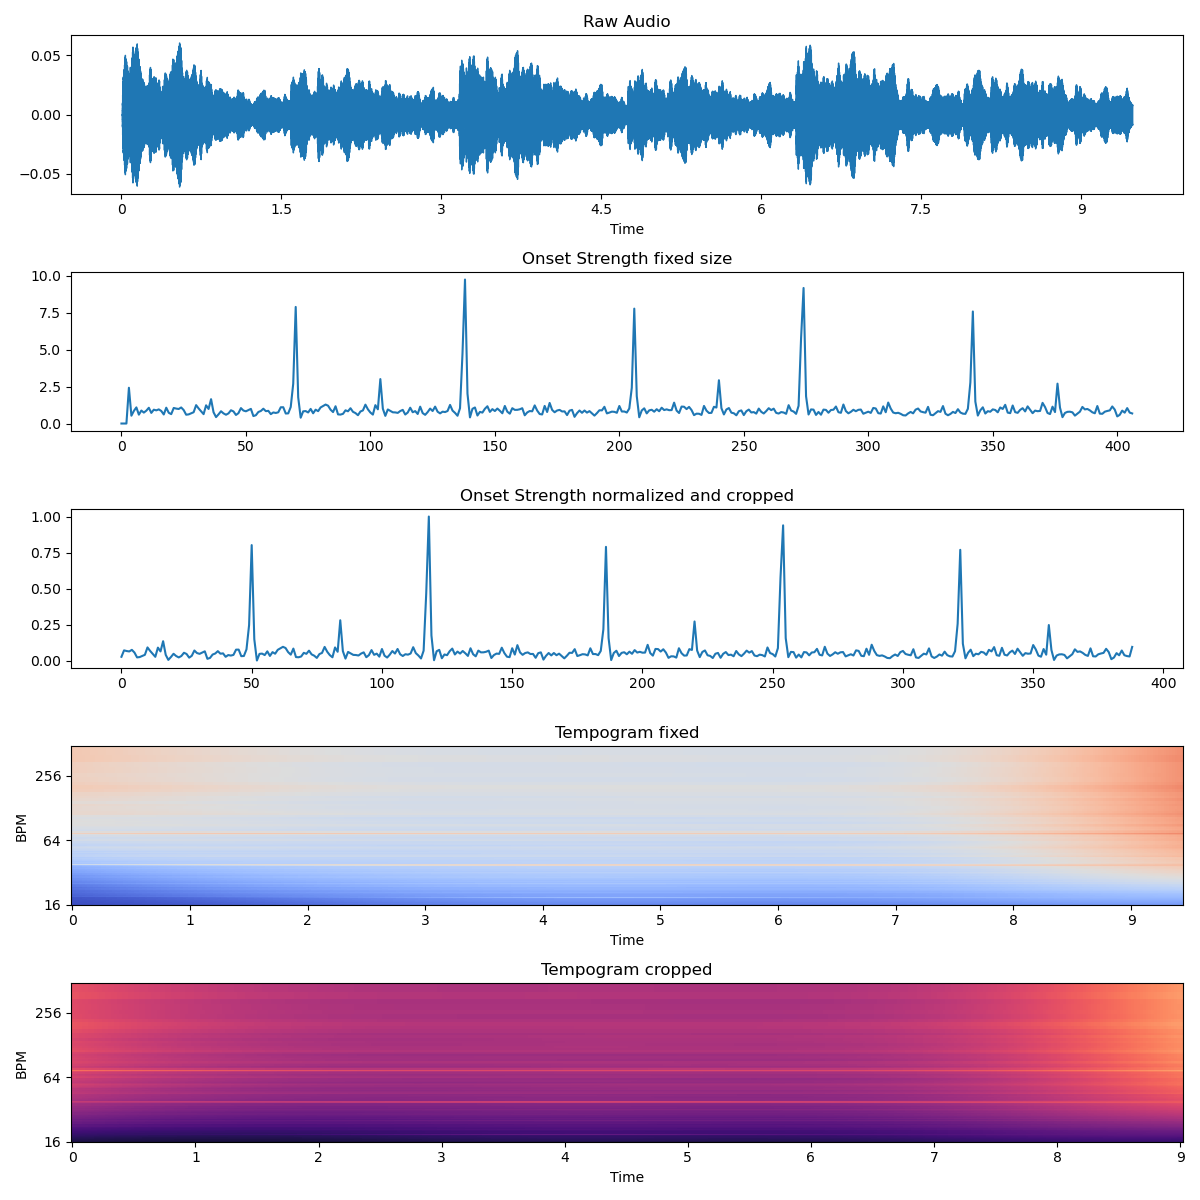 Raw Audio
0.05
0.00
−0.05
0 1.5 3 4.5 6 7.5 9
Time
Onset Strength fixed size
10.0
7.5
5.0
2.5
0.0
0 50 100 150 200 250 300 350 400
Onset Strength normalized and cropped
1.00
0.75
0.50
0.25
0.00
0 50 100 150 200 250 300 350 400
Tempogram fixed
256
64
16
BPM
0 1 2 3 4 5 6 7 8 9
Time
Tempogram cropped
256
64
16
BPM
0 1 2 3 4 5 6 7 8 9
Time